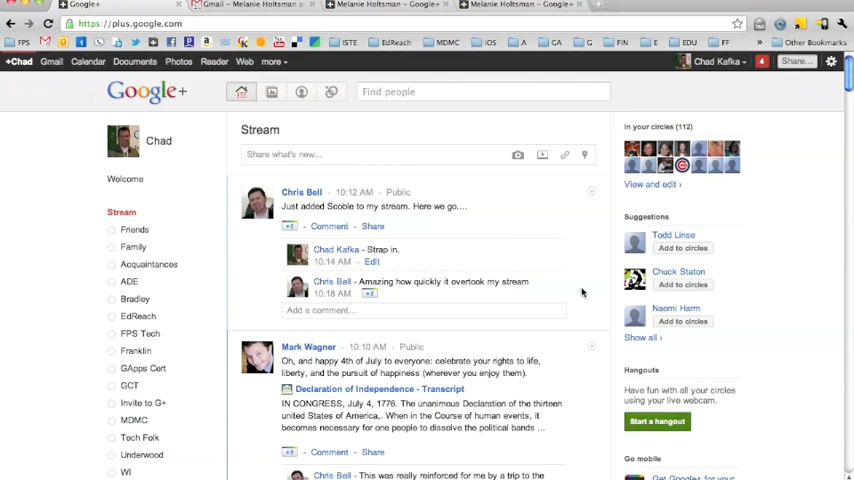 Google+
Gmail – Melanie Holtsman a
Melanie Holtsman - Google+
Melanie Holtsman - Google+
https://plus.google.com
FPS
ISTE
EdReach
MDMC
iOS
A
GA
G
FIN
E
EDU
FF
»
Other Bookmarks
+Chad Gmail Calendar Documents Photos Reader Web more
Chad Kafka
4
Share...
Google+
Find people
Chad
Welcome
Stream
Friends
Family
Acquaintances
ADE
Bradley
EdReach
FPS Tech
Franklin
GApps Cert
GCT
Invite to G+
MDMC
Tech Folk
Underwood
WI
Stream
Share what's new...
Chris Bell - 10:12 AM - Public
Just added Scoble to my stream. Here we go....
+1 - Comment - Share
Chad Kafka - Strap in.
10:14 AM - Edit
Chris Bell - Amazing how quickly it overtook my stream
10:18 AM - +1
Add a comment...
Mark Wagner - 10:10 AM - Public
Oh, and happy 4th of July to everyone: celebrate your rights to life,
liberty, and the pursuit of happiness (wherever you enjoy them).
Declaration of Independence - Transcript
IN CONGRESS, July 4, 1776. The unanimous Declaration of the thirteen
united States of America,. When in the Course of human events, it
becomes necessary for one people to dissolve the political bands ...
+1 - Comment - Share
Chris Bell - This was really reinforced for me by a trip to the
In your circles (112)
View and edit ›
Suggestions
Todd Linse
Add to circles
Chuck Staton
Add to circles
Naomi Harm
Add to circles
Show all ›
Hangouts
Have fun with all your circles
using your live webcam.
Start a hangout
Go mobile
Get Google+ for your